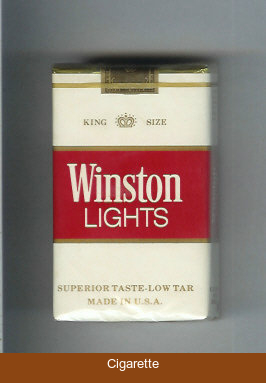 KING SIZE
Winston
LIGHTS
SUPERIOR TASTE-LOW TAR
MADE IN U.S.A.
Cigarette